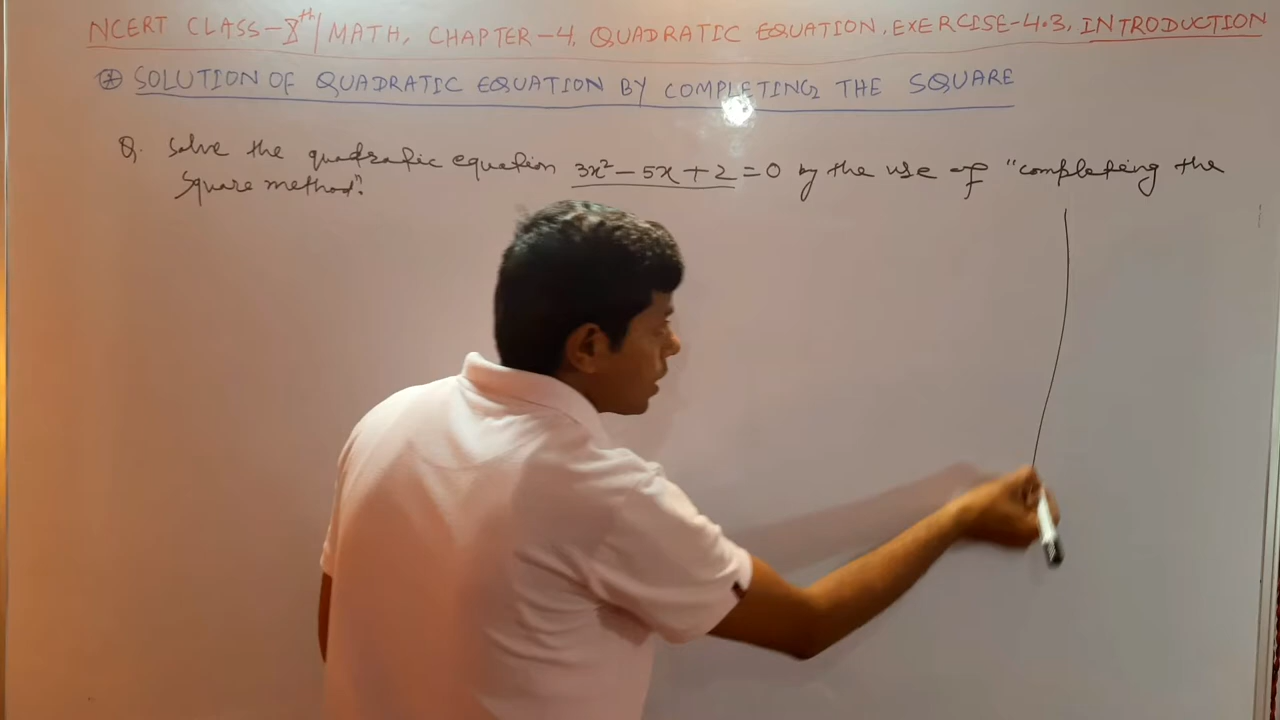 NCERT CLASS-Xth/MATH, CHAPTER-4, QUADRATIC EQUATION, EXERCISE-4.3, INTRODUCTION
* SOLUTION OF QUADRATIC EQUATION BY COMPLETING THE SQUARE
Q. Solve the quadratic equation 3x² - 5x + 2 = 0 by the use of "completing the
square method".